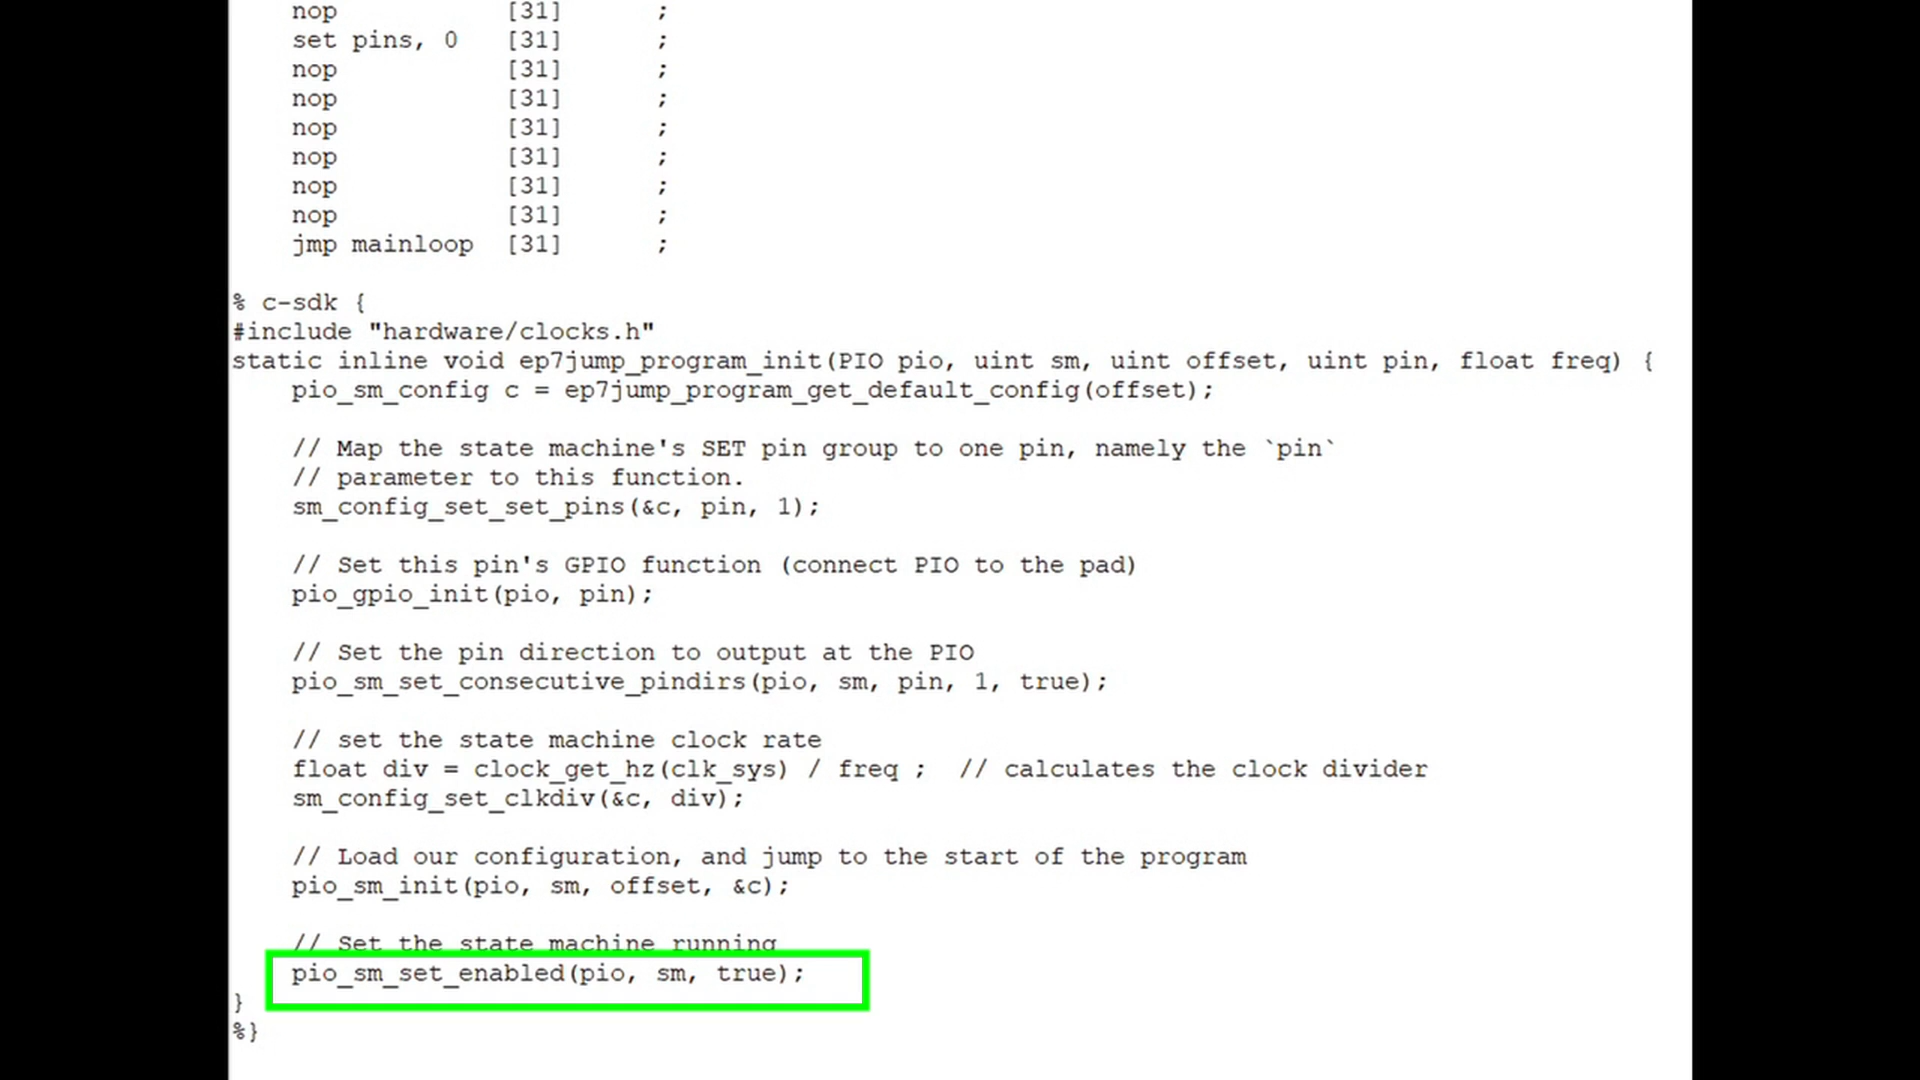 nop [31] ;
set pins, 0 [31] ;
nop [31] ;
nop [31] ;
nop [31] ;
nop [31] ;
nop [31] ;
nop [31] ;
jmp mainloop [31] ;
% c-sdk {
#include "hardware/clocks.h"
static inline void ep7jump_program_init(PIO pio, uint sm, uint offset, uint pin, float freq) {
pio_sm_config c = ep7jump_program_get_default_config(offset);
// Map the state machine's SET pin group to one pin, namely the `pin`
// parameter to this function.
sm_config_set_set_pins(&c, pin, 1);
// Set this pin's GPIO function (connect PIO to the pad)
pio_gpio_init(pio, pin);
// Set the pin direction to output at the PIO
pio_sm_set_consecutive_pindirs(pio, sm, pin, 1, true);
// set the state machine clock rate
float div = clock_get_hz(clk_sys) / freq ; // calculates the clock divider
sm_config_set_clkdiv(&c, div);
// Load our configuration, and jump to the start of the program
pio_sm_init(pio, sm, offset, &c);
// Set the state machine running
pio_sm_set_enabled(pio, sm, true);
}
%}